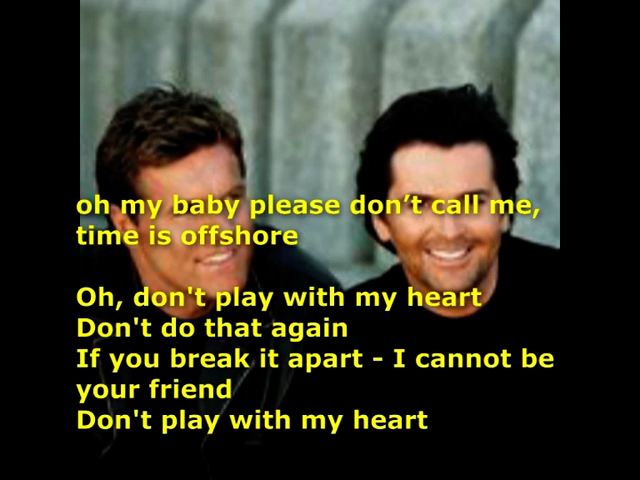 oh my baby please don’t call me,
time is offshore
Oh, don't play with my heart
Don't do that again
If you break it apart - I cannot be
your friend
Don't play with my heart